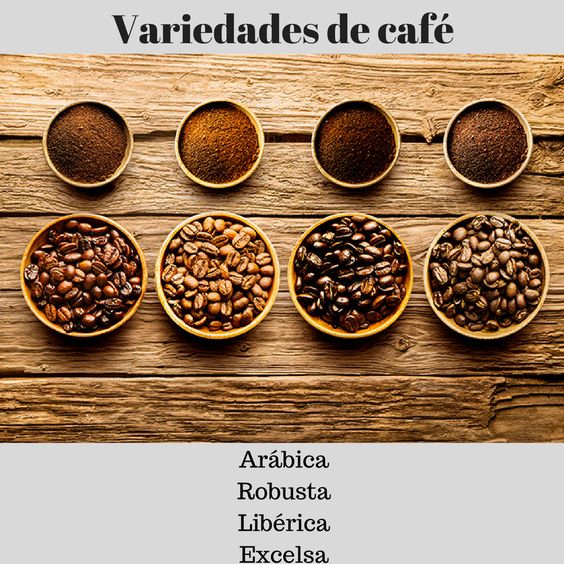 Variedades de café
Arábica
Robusta
Libérica
Excelsa